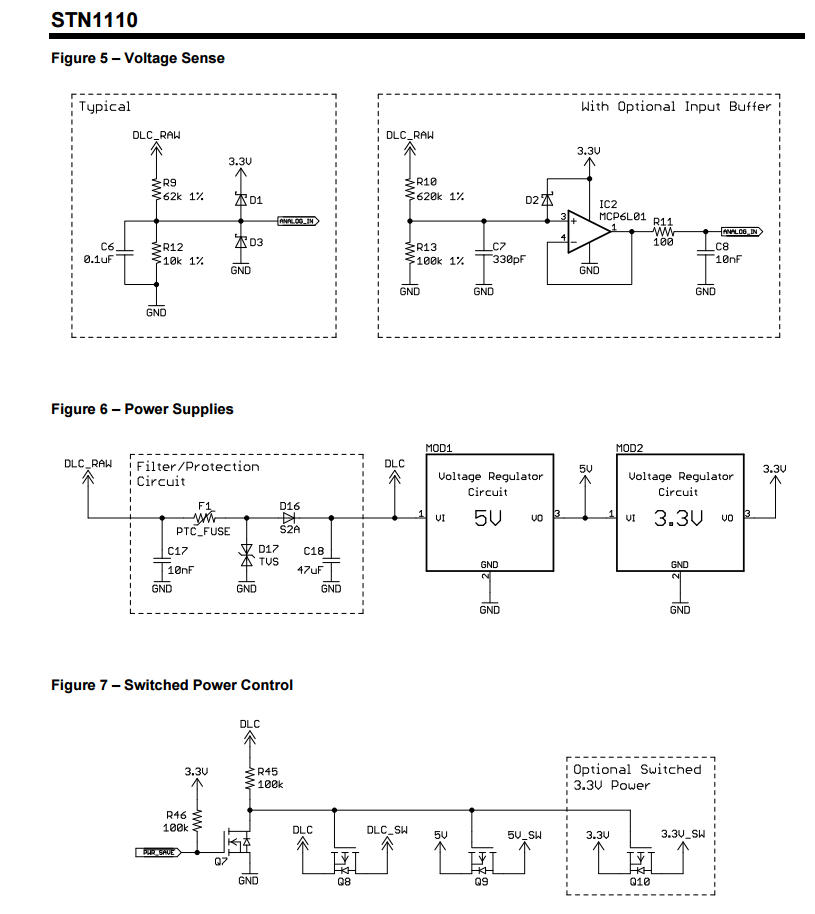 STN1110
Figure 5 – Voltage Sense
Typical
DLC_RAW
R9
62k 1%
3.3V
D1
ANALOG_IN
C6
0.1uF
R12
10k 1%
D3
GND
GND
With Optional Input Buffer
DLC_RAW
R10
620k 1%
3.3V
D2
IC2
MCP6L01
3
4
1
R11
100
ANALOG_IN
R13
100k 1%
C7
330pF
C8
10nF
GND
GND
GND
GND
Figure 6 – Power Supplies
DLC_RAW
Filter/Protection
Circuit
F1
PTC_FUSE
D16
S2A
C17
10nF
D17
TVS
C18
47uF
GND
GND
GND
DLC
MOD1
Voltage Regulator
Circuit
1
VI
5V
VO
3
GND
2
GND
5V
MOD2
Voltage Regulator
Circuit
1
VI
3.3V
VO
3
GND
2
GND
3.3V
Figure 7 – Switched Power Control
DLC
R45
100k
3.3V
R46
100k
PWR_SAVE
Q7
GND
DLC
DLC_SW
Q8
5V
5V_SW
Q9
Optional Switched
3.3V Power
3.3V
3.3V_SW
Q10